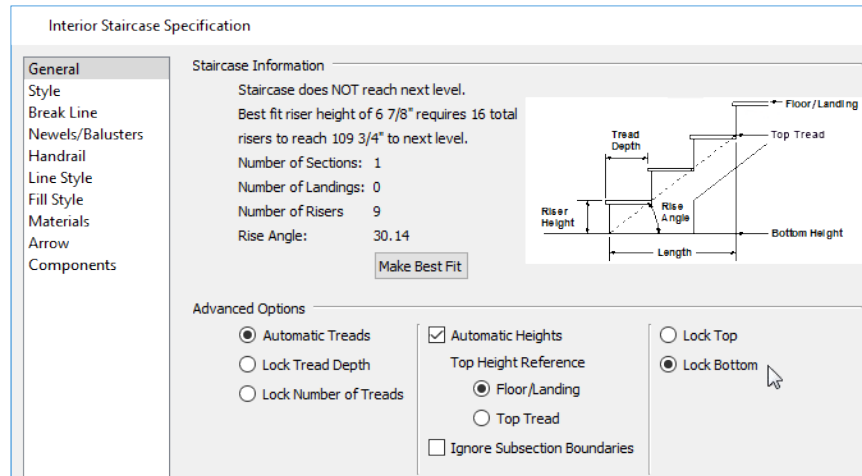 Interior Staircase Specification
General
Style
Break Line
Newels/Balusters
Handrail
Line Style
Fill Style
Materials
Arrow
Components
Staircase Information
Staircase does NOT reach next level.
Best fit riser height of 6 7/8" requires 16 total
risers to reach 109 3/4" to next level.
Number of Sections: 1
Number of Landings: 0
Number of Risers 9
Rise Angle: 30.14
Make Best Fit
Floor/Landing
Tread
Depth
Top Tread
Riser
Height
Rise
Angle
Bottom Height
Length
Advanced Options
Automatic Treads
Lock Tread Depth
Lock Number of Treads
Automatic Heights
Top Height Reference
Floor/Landing
Top Tread
Ignore Subsection Boundaries
Lock Top
Lock Bottom